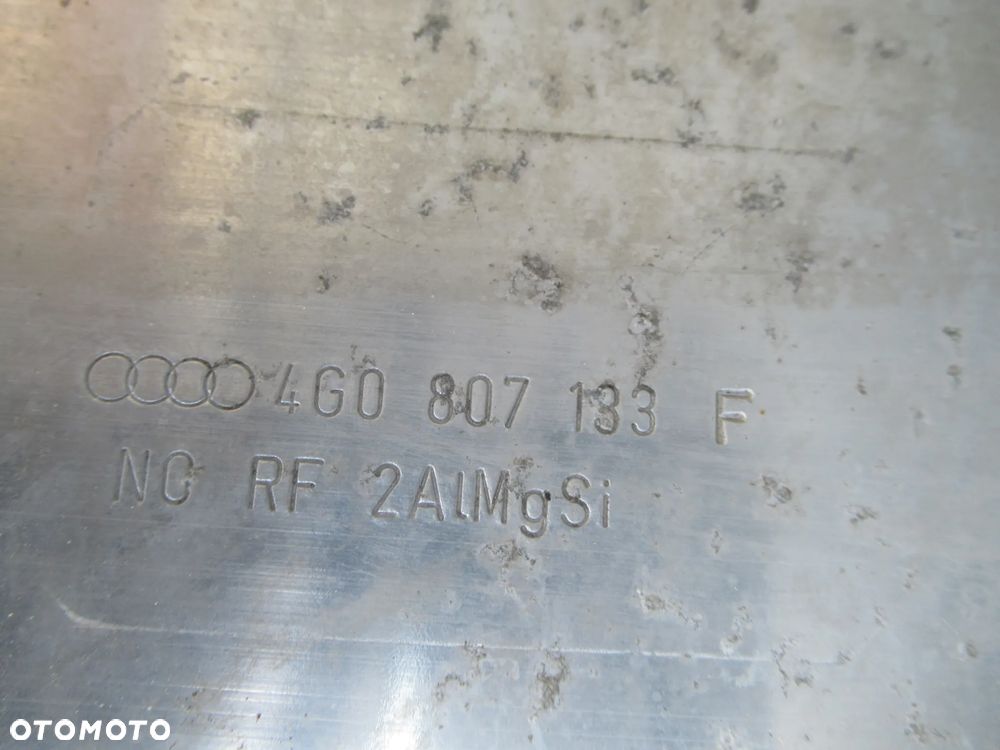 4G0 807 133 F
NC RF 2AlMgSi
OTOMOTO